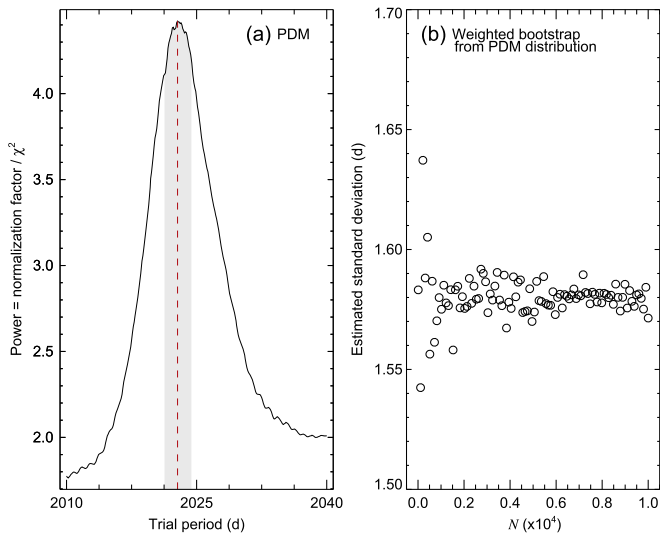 (a) PDM
Power = normalization factor / χ²
4.0
3.5
3.0
2.5
2.0
2010
2025
2040
Trial period (d)
(b) Weighted bootstrap
from PDM distribution
Estimated standard deviation (d)
1.70
1.65
1.60
1.55
1.50
0.0
0.2
0.4
0.6
0.8
1.0
N (x10⁴)